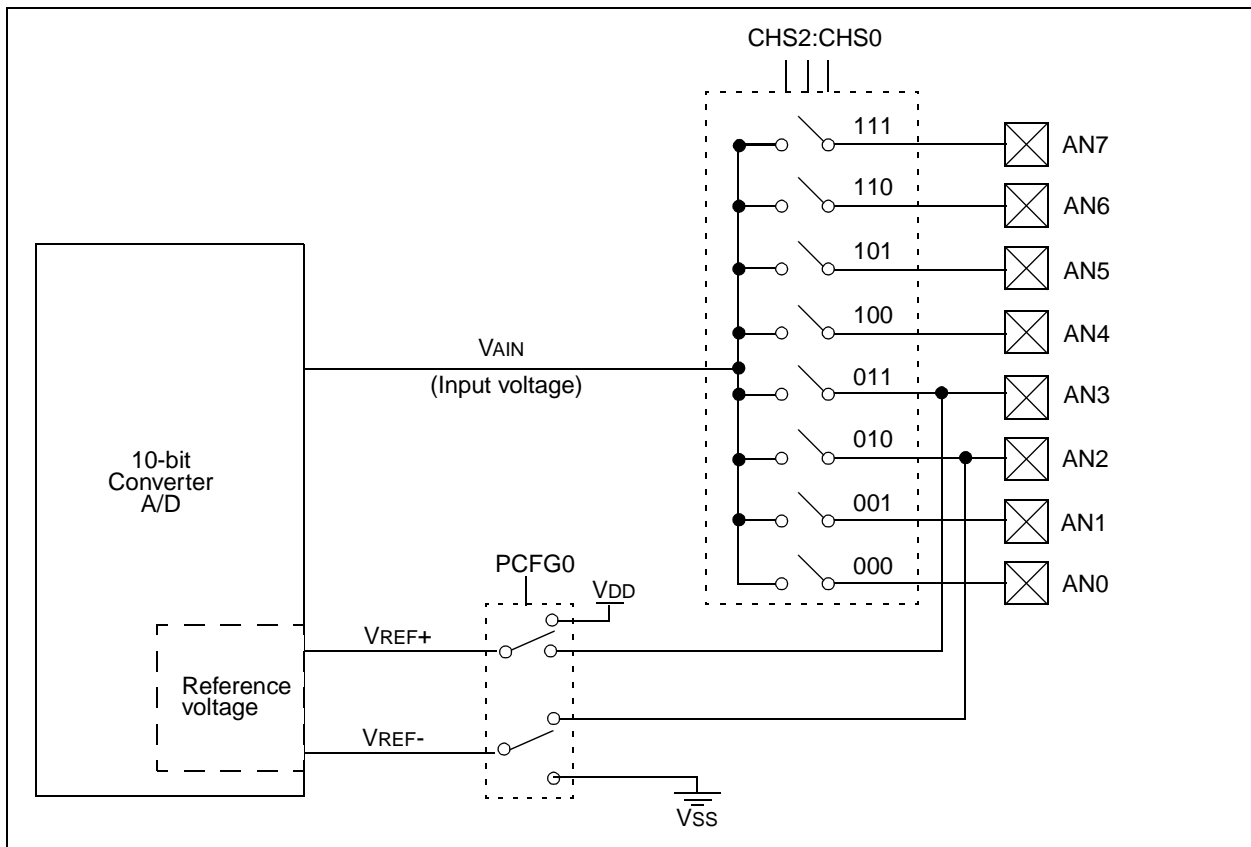 CHS2:CHS0
111
AN7
110
AN6
101
AN5
100
AN4
VAIN
(Input voltage)
011
AN3
010
AN2
10-bit
Converter
A/D
001
AN1
PCFG0
000
AN0
VDD
VREF+
Reference
voltage
VREF-
VSS